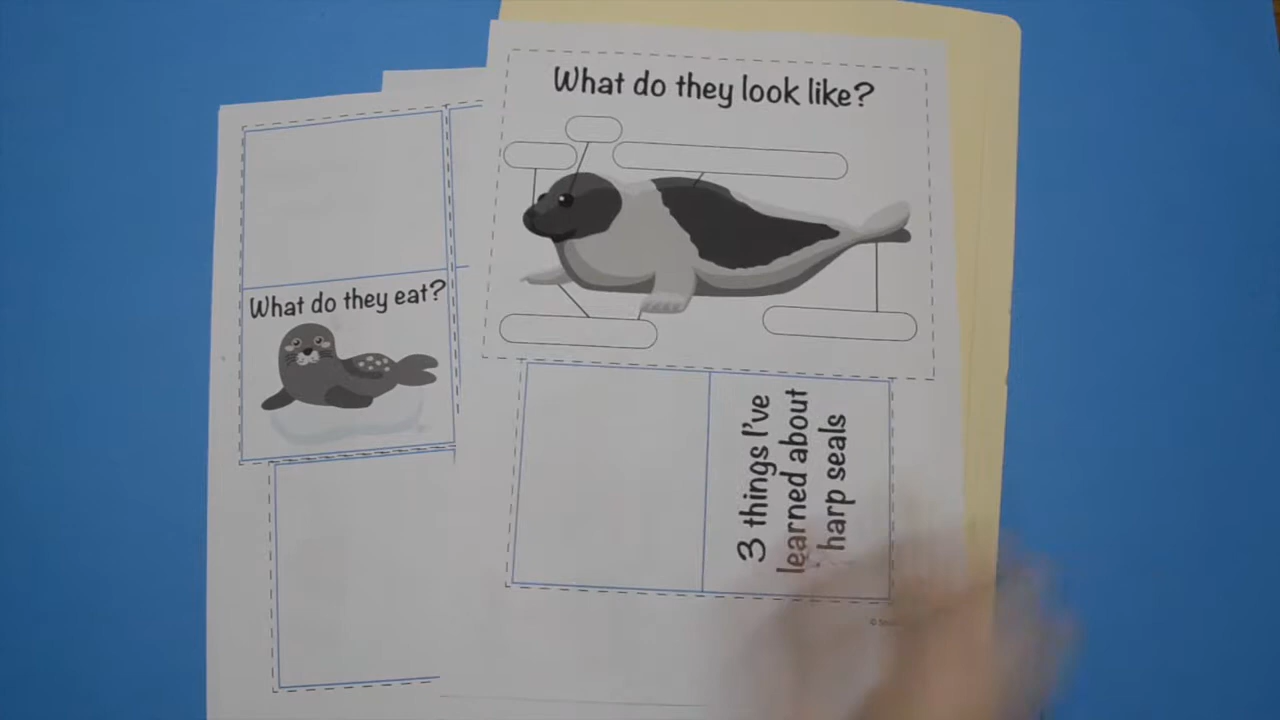 What do they look like?
What do they eat?
3 things I've
learned about
harp seals